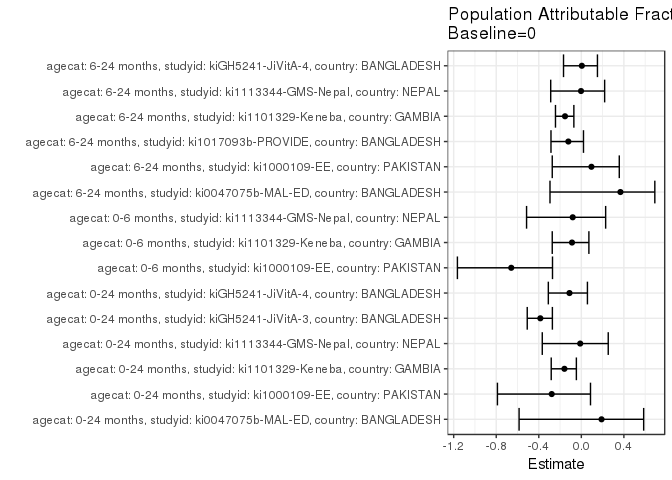 Population Attributable Fract
Baseline=0
agecat: 6-24 months, studyid: kiGH5241-JiVitA-4, country: BANGLADESH
agecat: 6-24 months, studyid: ki1113344-GMS-Nepal, country: NEPAL
agecat: 6-24 months, studyid: ki1101329-Keneba, country: GAMBIA
agecat: 6-24 months, studyid: ki1017093b-PROVIDE, country: BANGLADESH
agecat: 6-24 months, studyid: ki1000109-EE, country: PAKISTAN
agecat: 6-24 months, studyid: ki0047075b-MAL-ED, country: BANGLADESH
agecat: 0-6 months, studyid: ki1113344-GMS-Nepal, country: NEPAL
agecat: 0-6 months, studyid: ki1101329-Keneba, country: GAMBIA
agecat: 0-6 months, studyid: ki1000109-EE, country: PAKISTAN
agecat: 0-24 months, studyid: kiGH5241-JiVitA-4, country: BANGLADESH
agecat: 0-24 months, studyid: kiGH5241-JiVitA-3, country: BANGLADESH
agecat: 0-24 months, studyid: ki1113344-GMS-Nepal, country: NEPAL
agecat: 0-24 months, studyid: ki1101329-Keneba, country: GAMBIA
agecat: 0-24 months, studyid: ki1000109-EE, country: PAKISTAN
agecat: 0-24 months, studyid: ki0047075b-MAL-ED, country: BANGLADESH
-1.2 -0.8 -0.4 0.0 0.4
Estimate